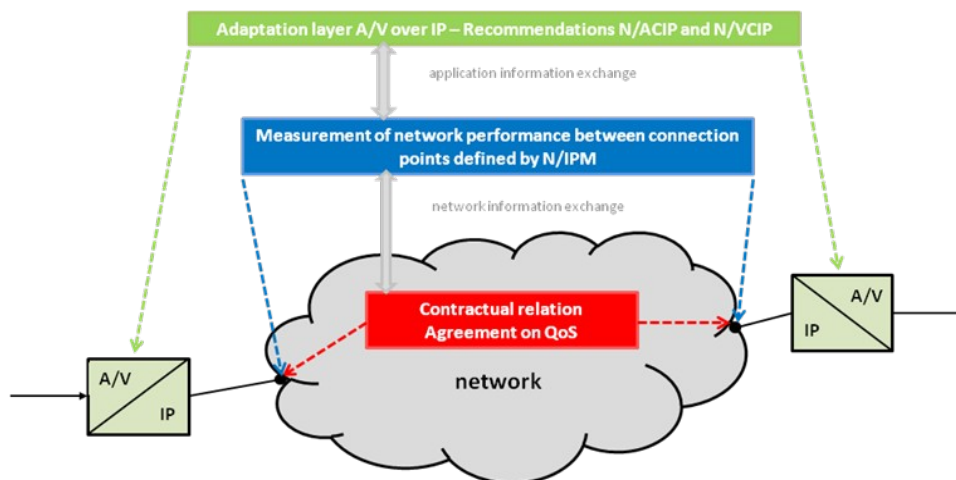 Adaptation layer A/V over IP – Recommendations N/ACIP and N/VCIP
application information exchange
Measurement of network performance between connection
points defined by N/IPM
network information exchange
Contractual relation
Agreement on QoS
A/V
IP
network
A/V
IP